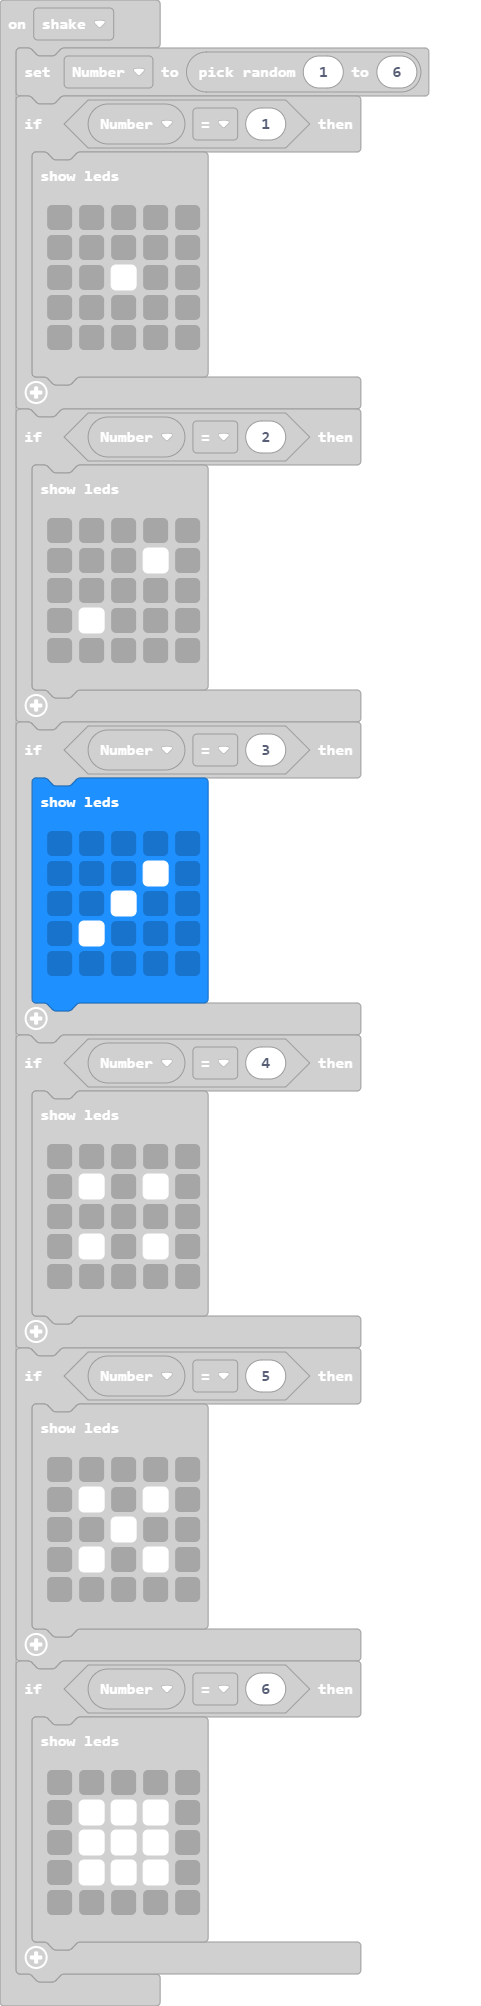 on shake
set Number to pick random 1 to 6
if Number = 1 then
show leds
if Number = 2 then
show leds
if Number = 3 then
show leds
if Number = 4 then
show leds
if Number = 5 then
show leds
if Number = 6 then
show leds